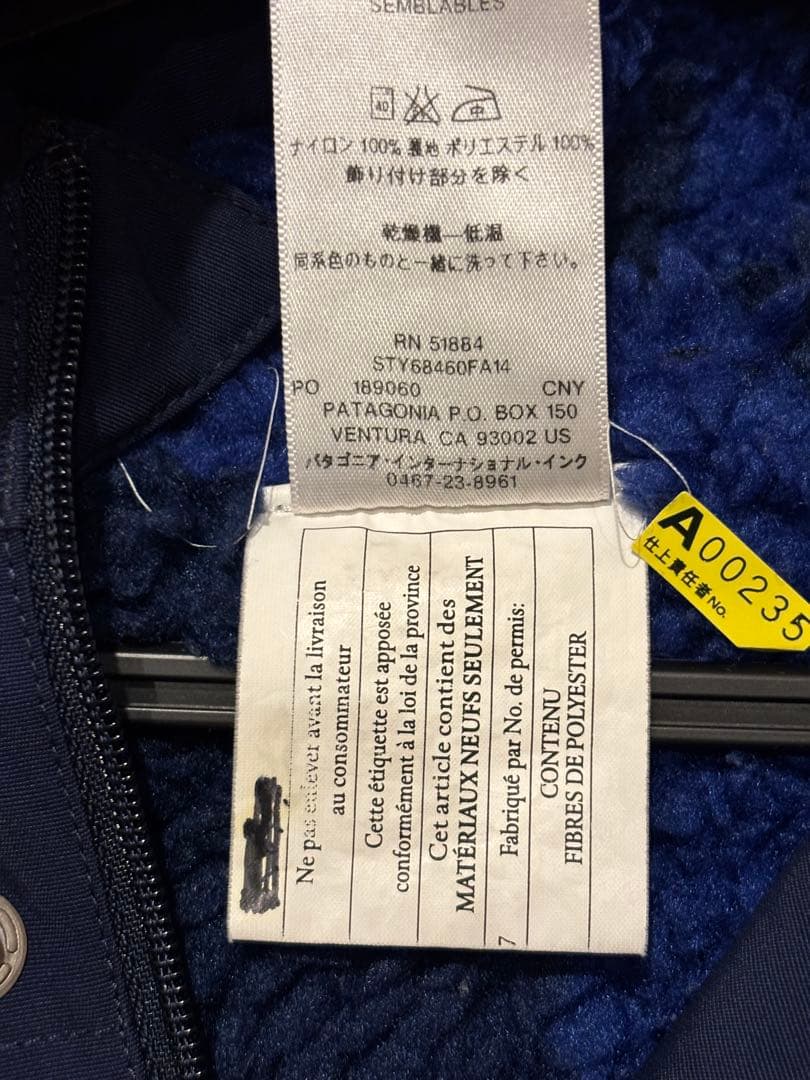 SEMBLABLES
40
中
ナイロン 100% 裏地 ポリエステル 100%
飾り付け部分を除く
乾燥機—低温
同系色のものと一緒に洗って下さい。
RN 51884
STY68460FA14
PO 189060 CNY
PATAGONIA P.O. BOX 150
VENTURA CA 93002 US
パタゴニア・インターナショナル・インク
0467-23-8961
A00235
仕上責任者No.
Ne pas enlever avant la livraison
au consommateur
Cette étiquette est apposée
conformément à la loi de la province
Cet article contient des
MATÉRIAUX NEUFS SEULEMENT
Fabriqué par No. de permis:
7
CONTENU
FIBRES DE POLYESTER